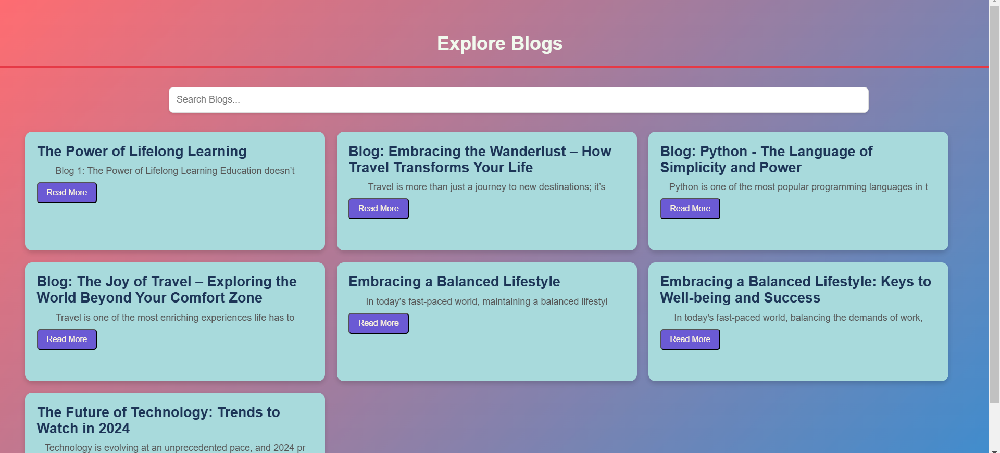 Explore Blogs
Search Blogs...
The Power of Lifelong Learning
Blog 1: The Power of Lifelong Learning Education doesn’t
Read More
Blog: Embracing the Wanderlust – How
Travel Transforms Your Life
Travel is more than just a journey to new destinations; it’s
Read More
Blog: Python - The Language of
Simplicity and Power
Python is one of the most popular programming languages in t
Read More
Blog: The Joy of Travel – Exploring the
World Beyond Your Comfort Zone
Travel is one of the most enriching experiences life has to
Read More
Embracing a Balanced Lifestyle
In today’s fast-paced world, maintaining a balanced lifestyl
Read More
Embracing a Balanced Lifestyle: Keys to
Well-being and Success
In today's fast-paced world, balancing the demands of work,
Read More
The Future of Technology: Trends to
Watch in 2024
Technology is evolving at an unprecedented pace, and 2024 pr